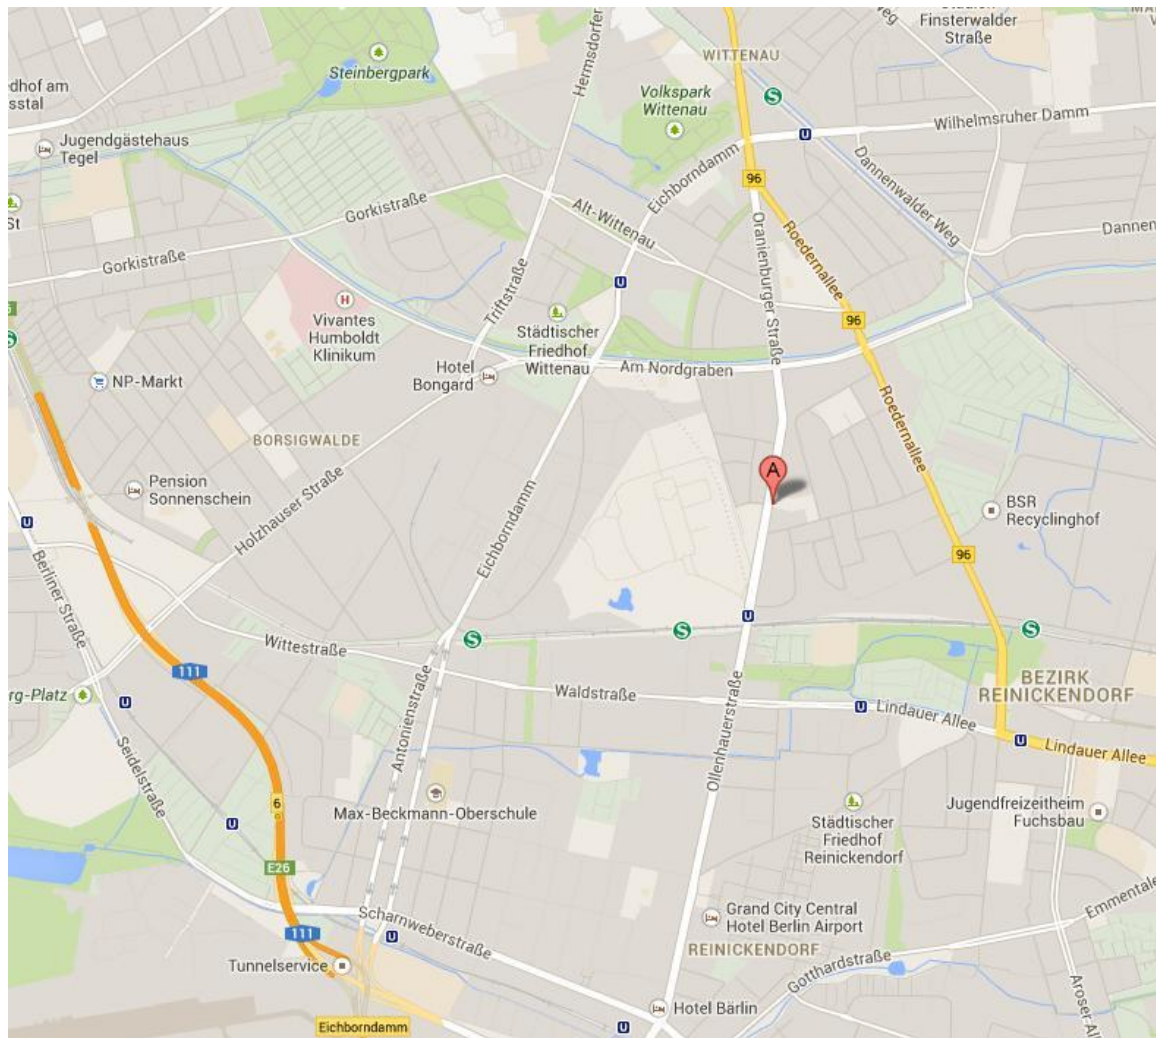 Weg
Finsterwalder
Straße
WITTENAU
Steinbergpark
Hermsdorfer
Volkspark
Wittenau
dhof am
sstal
Jugendgästehaus
Tegel
S
U
Wilhelmsruher Damm
Eichborndamm
96
Dannenwalder Weg
St
Gorkistraße
Alt-Wittenau
Oranienburger Straße
Roedernallee
Dannen
Gorkistraße
U
H
Vivantes
Humboldt
Klinikum
Triftstraße
Städtischer
Friedhof
Wittenau
96
S
Hotel
Bongard
Am Nordgraben
NP-Markt
Roedernallee
BORSIGWALDE
A
Pension
Sonnenschein
Holzhauser Straße
Eichborndamm
BSR
Recyclinghof
U
96
Berliner Straße
U
Wittestraße
S
S
S
111
Antonienstraße
Waldstraße
BEZIRK
REINICKENDORF
rg-Platz
U
U
Lindauer Allee
U
Lindauer Allee
Seidelstraße
Ollenhauerstraße
6
Max-Beckmann-Oberschule
Städtischer
Friedhof
Reinickendorf
Jugendfreizeitheim
Fuchsbau
U
E26
Scharnweberstraße
Grand City Central
Hotel Berlin Airport
Emmentale
111
U
REINICKENDORF
Tunnelservice
Gotthardstraße
Aroser All
Hotel Bärlin
Eichborndamm
U